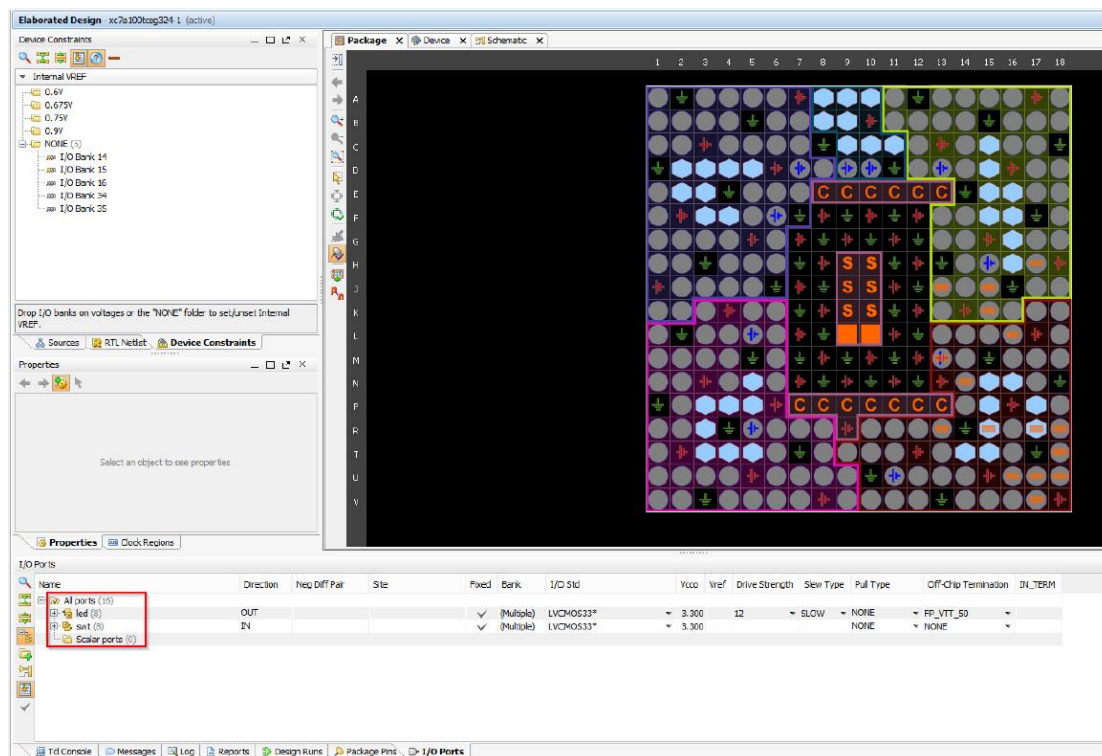 Elaborated Design - xc7a100tcsg324-1 (active)
Device Constraints
Internal VREF
0.6V
0.675V
0.75V
0.9V
NONE (5)
I/O Bank 14
I/O Bank 15
I/O Bank 16
I/O Bank 34
I/O Bank 35
Drop I/O banks on voltages or the "NONE" folder to set/unset Internal
VREF.
Sources RTL Netlist Device Constraints
Properties
Select an object to see properties
Properties Clock Regions
Package Device Schematic
1 2 3 4 5 6 7 8 9 10 11 12 13 14 15 16 17 18
A
B
C
D
E C C C C C C
F
G
H S S
J S S
K S S
L
M
N
P C C C C C C C
R
T
U
V
I/O Ports
Name Direction Neg Diff Pair Site Fixed Bank I/O Std Vcco Vref Drive Strength Slew Type Pull Type Off-Chip Termination IN_TERM
All ports (16)
led (8) OUT (Multiple) LVCMOS33* 3.300 12 SLOW NONE FP_VTT_50
swt (8) IN (Multiple) LVCMOS33* 3.300 NONE NONE
Scalar ports (0)
Tcl Console Messages Log Reports Design Runs Package Pins I/O Ports